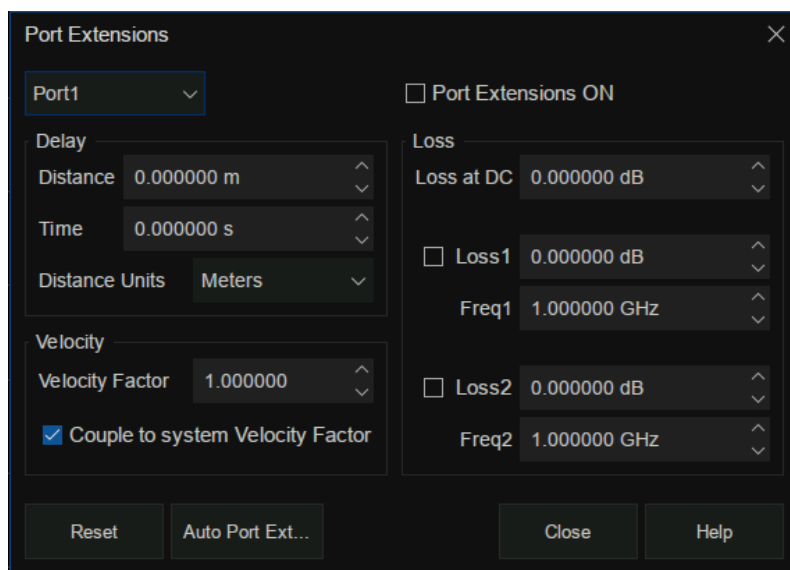 Port Extensions
Port1
Port Extensions ON
Delay
Distance 0.000000 m
Time 0.000000 s
Distance Units Meters
Velocity
Velocity Factor 1.000000
Couple to system Velocity Factor
Loss
Loss at DC 0.000000 dB
Loss1 0.000000 dB
Freq1 1.000000 GHz
Loss2 0.000000 dB
Freq2 1.000000 GHz
Reset Auto Port Ext... Close Help